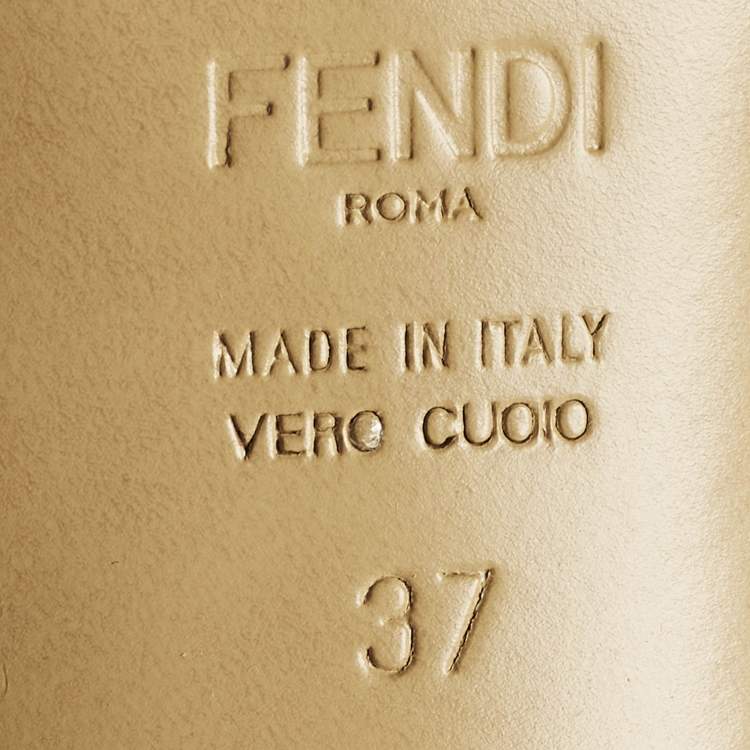 FENDI
ROMA
MADE IN ITALY
VERO CUOIO
37